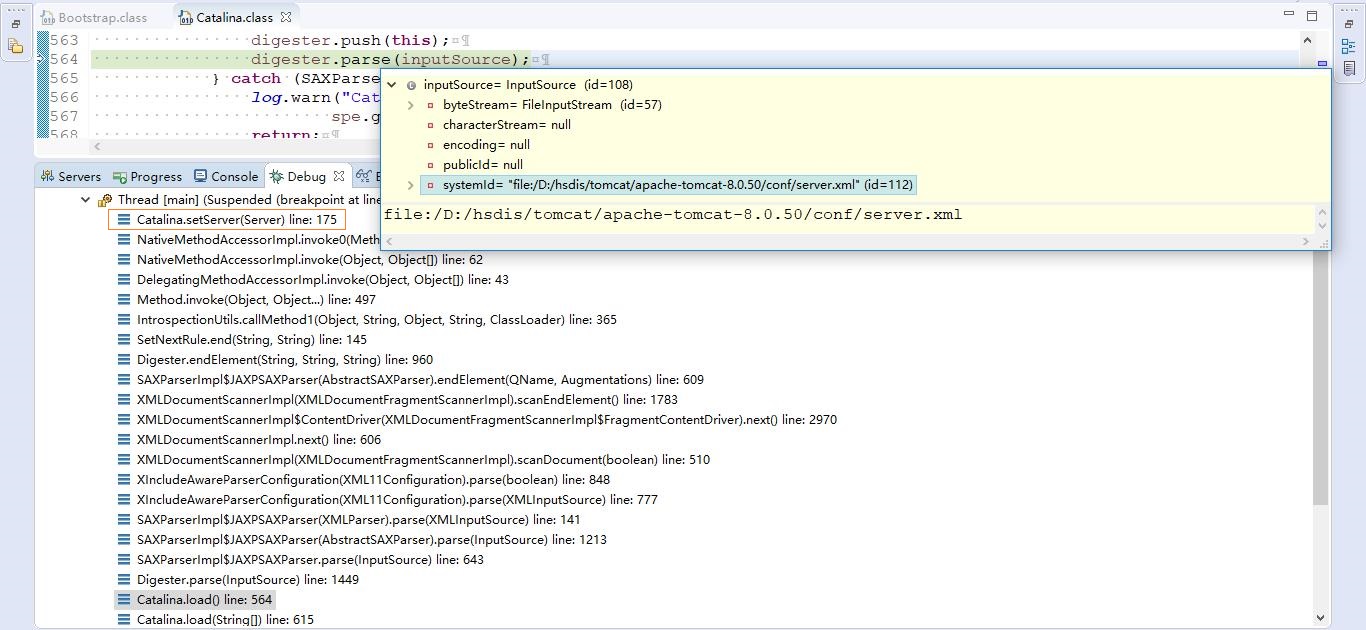 Bootstrap.class Catalina.class
563 digester.push(this);¤¶
564 digester.parse(inputSource);¤¶
565 } catch (SAXParse
566 log.warn("Cat
567 spe.g
568 return;¤¶
inputSource= InputSource (id=108)
byteStream= FileInputStream (id=57)
characterStream= null
encoding= null
publicId= null
systemId= "file:/D:/hsdis/tomcat/apache-tomcat-8.0.50/conf/server.xml" (id=112)
file:/D:/hsdis/tomcat/apache-tomcat-8.0.50/conf/server.xml
Servers Progress Console Debug E
Thread [main] (Suspended (breakpoint at line
Catalina.setServer(Server) line: 175
NativeMethodAccessorImpl.invoke0(Meth
NativeMethodAccessorImpl.invoke(Object, Object[]) line: 62
DelegatingMethodAccessorImpl.invoke(Object, Object[]) line: 43
Method.invoke(Object, Object...) line: 497
IntrospectionUtils.callMethod1(Object, String, Object, String, ClassLoader) line: 365
SetNextRule.end(String, String) line: 145
Digester.endElement(String, String, String) line: 960
SAXParserImpl$JAXPSAXParser(AbstractSAXParser).endElement(QName, Augmentations) line: 609
XMLDocumentScannerImpl(XMLDocumentFragmentScannerImpl).scanEndElement() line: 1783
XMLDocumentScannerImpl$ContentDriver(XMLDocumentFragmentScannerImpl$FragmentContentDriver).next() line: 2970
XMLDocumentScannerImpl.next() line: 606
XMLDocumentScannerImpl(XMLDocumentFragmentScannerImpl).scanDocument(boolean) line: 510
XIncludeAwareParserConfiguration(XML11Configuration).parse(boolean) line: 848
XIncludeAwareParserConfiguration(XML11Configuration).parse(XMLInputSource) line: 777
SAXParserImpl$JAXPSAXParser(XMLParser).parse(XMLInputSource) line: 141
SAXParserImpl$JAXPSAXParser(AbstractSAXParser).parse(InputSource) line: 1213
SAXParserImpl$JAXPSAXParser.parse(InputSource) line: 643
Digester.parse(InputSource) line: 1449
Catalina.load() line: 564
Catalina.load(String[]) line: 615